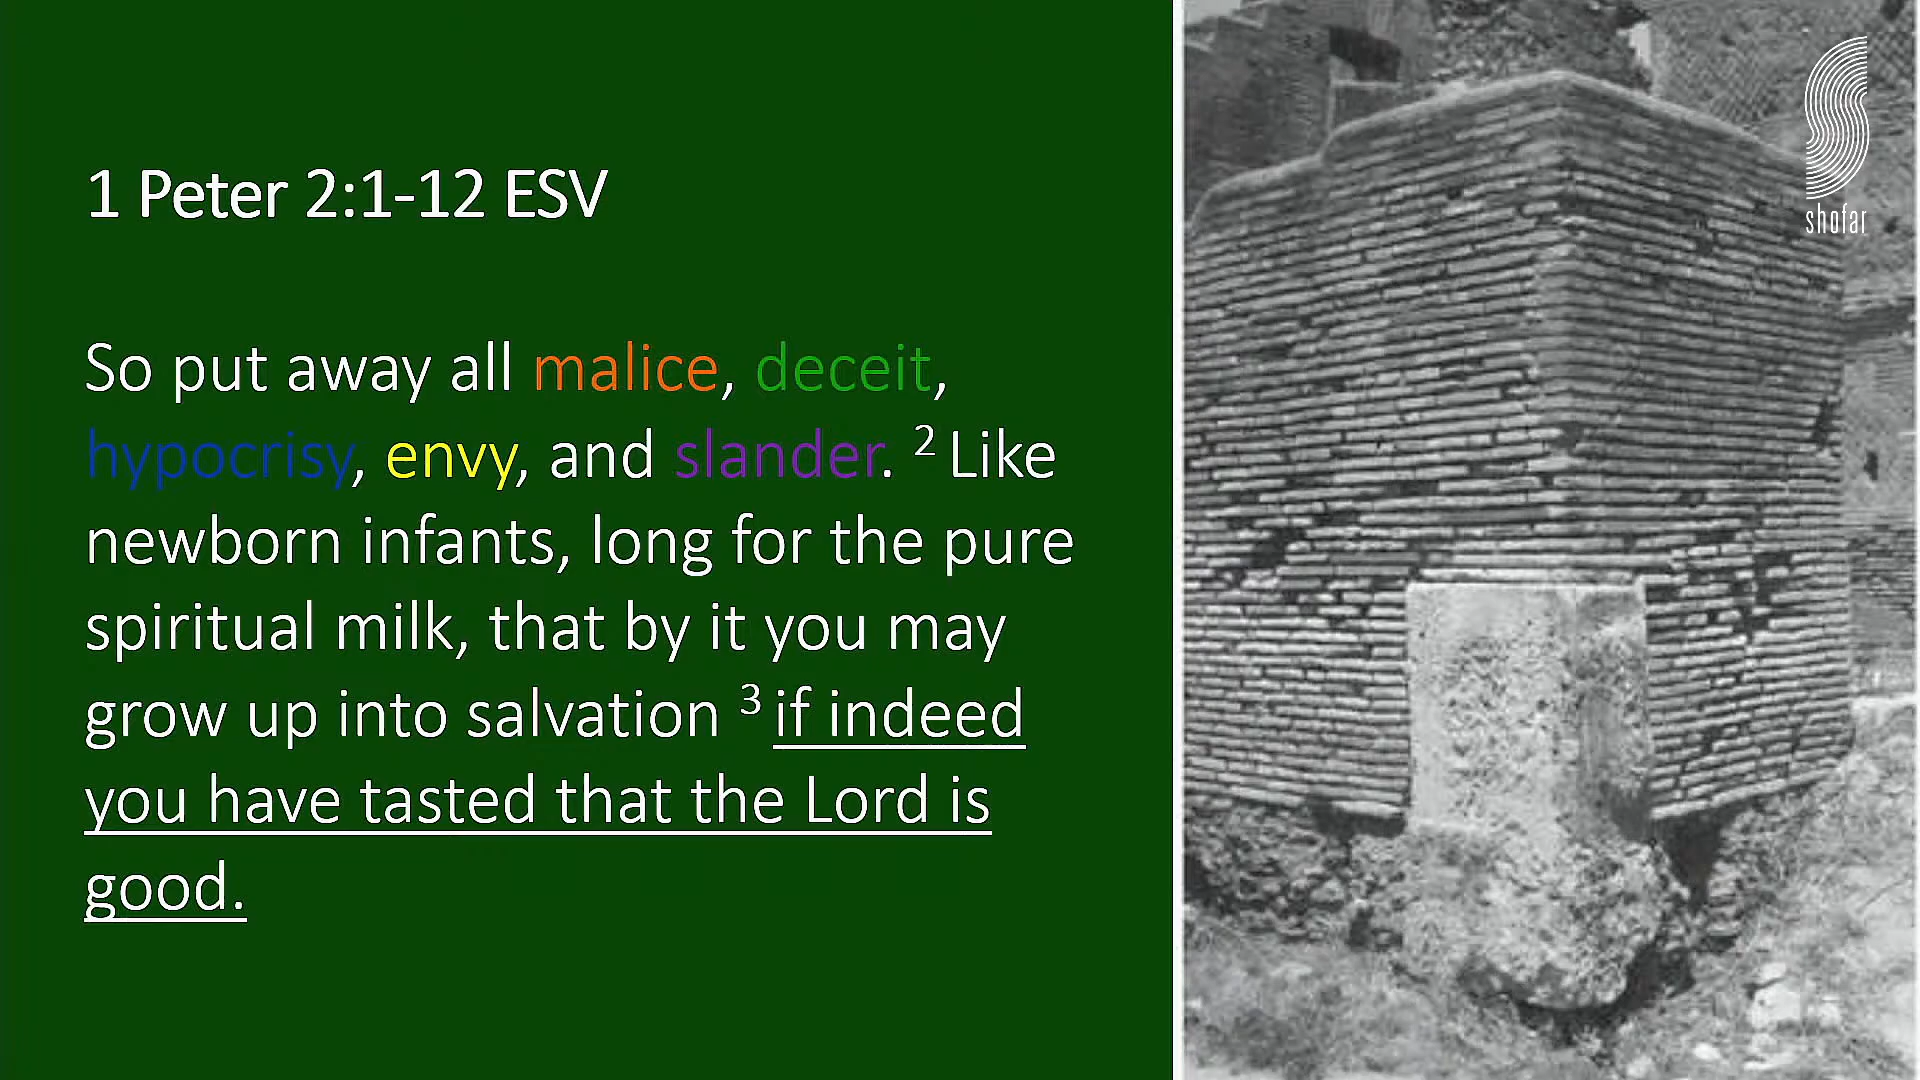 1 Peter 2:1-12 ESV
So put away all malice, deceit,
hypocrisy, envy, and slander. 2 Like
newborn infants, long for the pure
spiritual milk, that by it you may
grow up into salvation 3 if indeed
you have tasted that the Lord is
good.
shofar